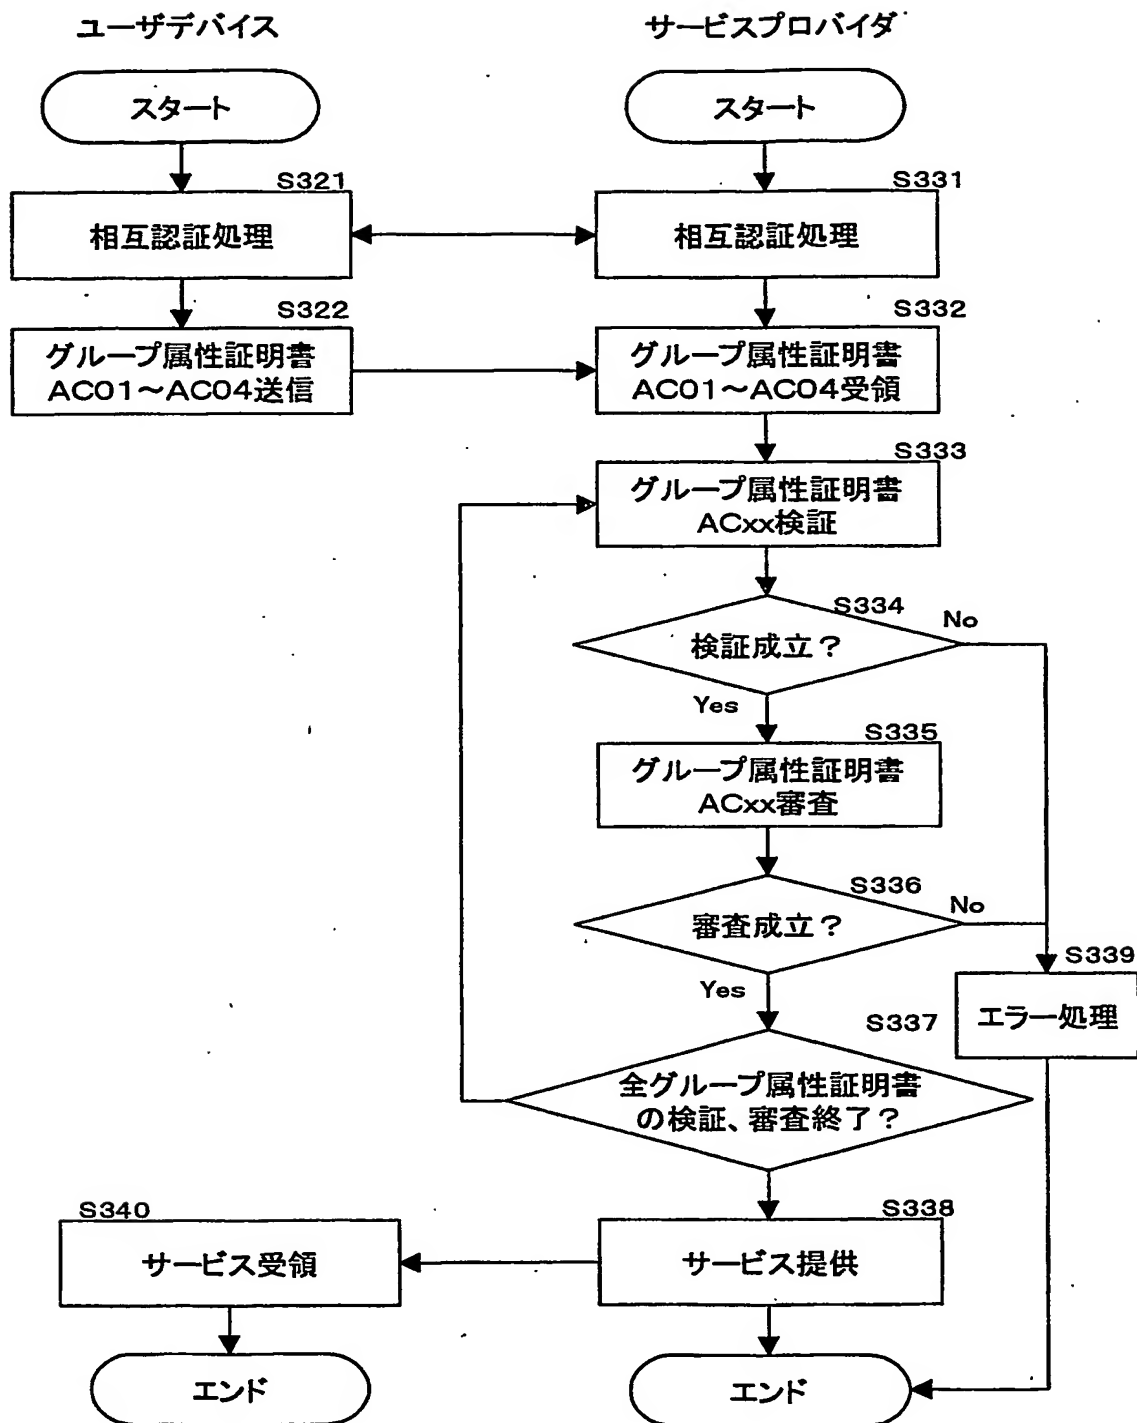 ユーザデバイス
サービスプロバイダ
スタート
スタート
S321
相互認証処理
S331
相互認証処理
S322
グループ属性証明書
AC01～AC04送信
S332
グループ属性証明書
AC01～AC04受領
S333
グループ属性証明書
ACxx検証
S334
検証成立？
No
Yes
S335
グループ属性証明書
ACxx審査
S336
審査成立？
No
Yes
S339
エラー処理
S337
全グループ属性証明書
の検証、審査終了？
S340
サービス受領
S338
サービス提供
エンド
エンド